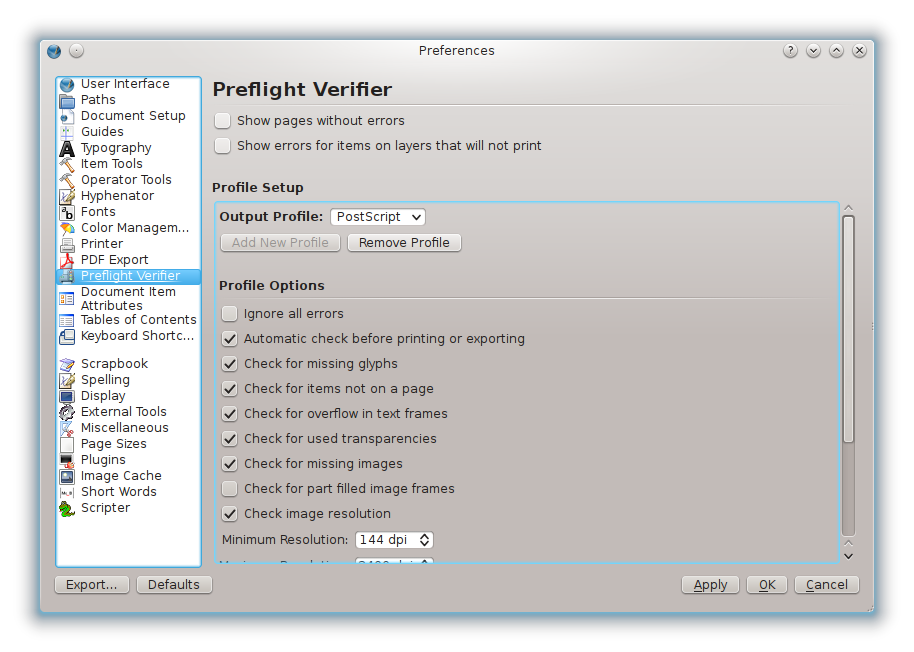 Preferences
User Interface
Paths
Document Setup
Guides
Typography
Item Tools
Operator Tools
Hyphenator
Fonts
Color Managem...
Printer
PDF Export
Preflight Verifier
Document Item
Attributes
Tables of Contents
Keyboard Shortc...
Scrapbook
Spelling
Display
External Tools
Miscellaneous
Page Sizes
Plugins
Image Cache
Short Words
Scripter
Preflight Verifier
Show pages without errors
Show errors for items on layers that will not print
Profile Setup
Output Profile: PostScript
Add New Profile Remove Profile
Profile Options
Ignore all errors
Automatic check before printing or exporting
Check for missing glyphs
Check for items not on a page
Check for overflow in text frames
Check for used transparencies
Check for missing images
Check for part filled image frames
Check image resolution
Minimum Resolution: 144 dpi
Export... Defaults Apply OK Cancel